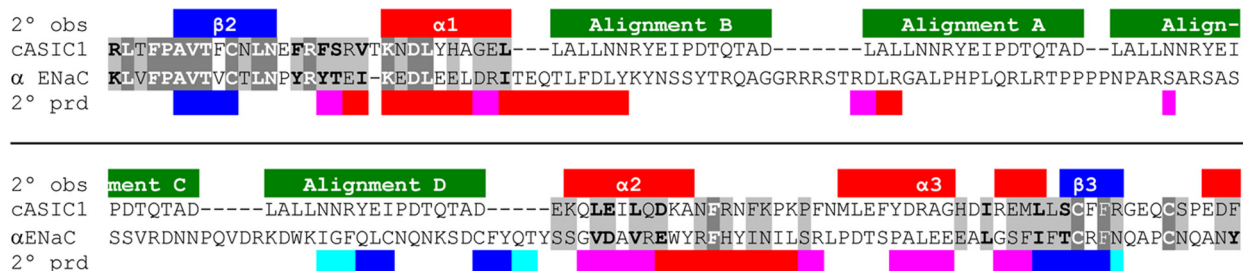 2° obs β2 α1 Alignment B Alignment A Align-
cASIC1 RLTFPAVTFCNLNEFRFSRVTKNDLYHAGEL---LALLNNRYEIPDTQTAD-------LALLNNRYEIPDTQTAD--LALLNNRYEI
α ENaC KLVFPAVTVCTLNPYRYTEI-KEDLEELDRITEQTLFDLYKYNSSYTRQAGGRRRSTRDLRGALPHPLQRLRTPPPPNPARSARSAS
2° prd
2° obs ment C Alignment D α2 α3 β3
cASIC1 PDTQTAD-----LALLNNRYEIPDTQTAD-----EKQLEILQDKANFRNFKPKPFNMLEFYDRAGHDIREMLLSCFFRGEQCSPEDF
αENaC SSVRDNNPQVDRKDWKIGFQLCNQNKSDCFYQTYSSGVDAVREWYRFHYINILSRLPDTSPALEEEALGSFIFTCRFNQAPCNQANY
2° prd